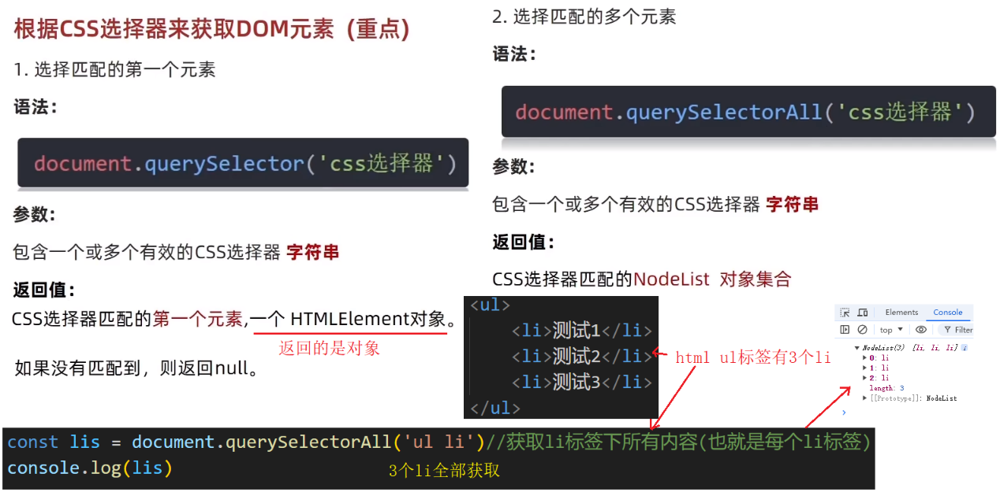 根据CSS选择器来获取DOM元素 (重点)
1. 选择匹配的第一个元素
语法：
document.querySelector('css选择器')
参数:
包含一个或多个有效的CSS选择器 字符串
返回值：
CSS选择器匹配的第一个元素,一个 HTMLElement对象。
返回的是对象
如果没有匹配到，则返回null。
2. 选择匹配的多个元素
语法：
document.querySelectorAll('css选择器')
参数:
包含一个或多个有效的CSS选择器 字符串
返回值：
CSS选择器匹配的NodeList 对象集合
<ul>
<li>测试1</li>
<li>测试2</li>
<li>测试3</li>
</ul>
html ul标签有3个li
Elements Console
top Filter
NodeList(3) [li, li, li] i
0: li
1: li
2: li
length: 3
[[Prototype]]: NodeList
const lis = document.querySelectorAll('ul li')//获取li标签下所有内容(也就是每个li标签)
console.log(lis)
3个li全部获取